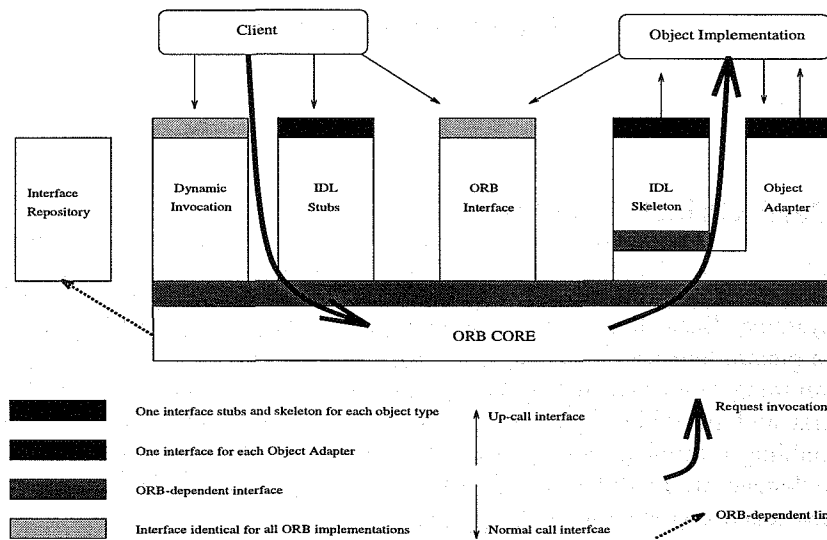 Client
Object Implementation
Interface
Repository
Dynamic
Invocation
IDL
Stubs
ORB
Interface
IDL
Skeleton
Object
Adapter
ORB CORE
One interface stubs and skeleton for each object type
One interface for each Object Adapter
ORB-dependent interface
Interface identical for all ORB implementations
Up-call interface
Normal call interfcae
Request invocation
ORB-dependent lin